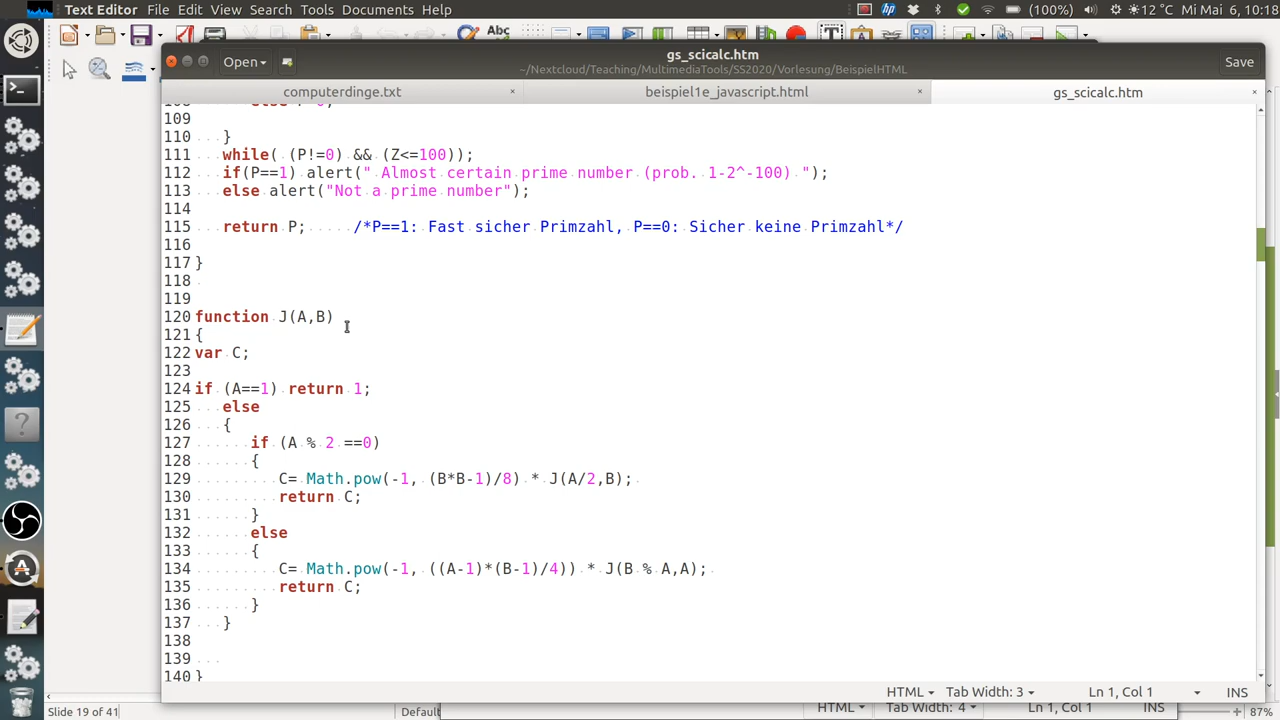 Text Editor File Edit View Search Tools Documents Help
(100%) 12 °C Mi Mai 6, 10:18
Abc
gs_scicalc.htm
~/Nextcloud/Teaching/MultimediaTools/SS2020/Vorlesung/BeispielHTML
Open Save
computerdinge.txt × beispiel1e_javascript.html × gs_scicalc.htm ×
109
110 }
111 while( (P!=0) && (Z<=100));
112 if(P==1) alert(" Almost certain prime number (prob. 1-2^-100) ");
113 else alert("Not a prime number");
114
115 return P; /*P==1: Fast sicher Primzahl, P==0: Sicher keine Primzahl*/
116
117 }
118
119
120 function J(A,B)
121 {
122 var C;
123
124 if (A==1) return 1;
125 else
126 {
127 if (A % 2 ==0)
128 {
129 C= Math.pow(-1, (B*B-1)/8) * J(A/2,B);
130 return C;
131 }
132 else
133 {
134 C= Math.pow(-1, ((A-1)*(B-1)/4)) * J(B % A,A);
135 return C;
136 }
137 }
138
139
140 }
HTML Tab Width: 3 Ln 1, Col 1 INS
HTML Tab Width: 4 Ln 1, Col 1 INS
Slide 19 of 41 Default 87%